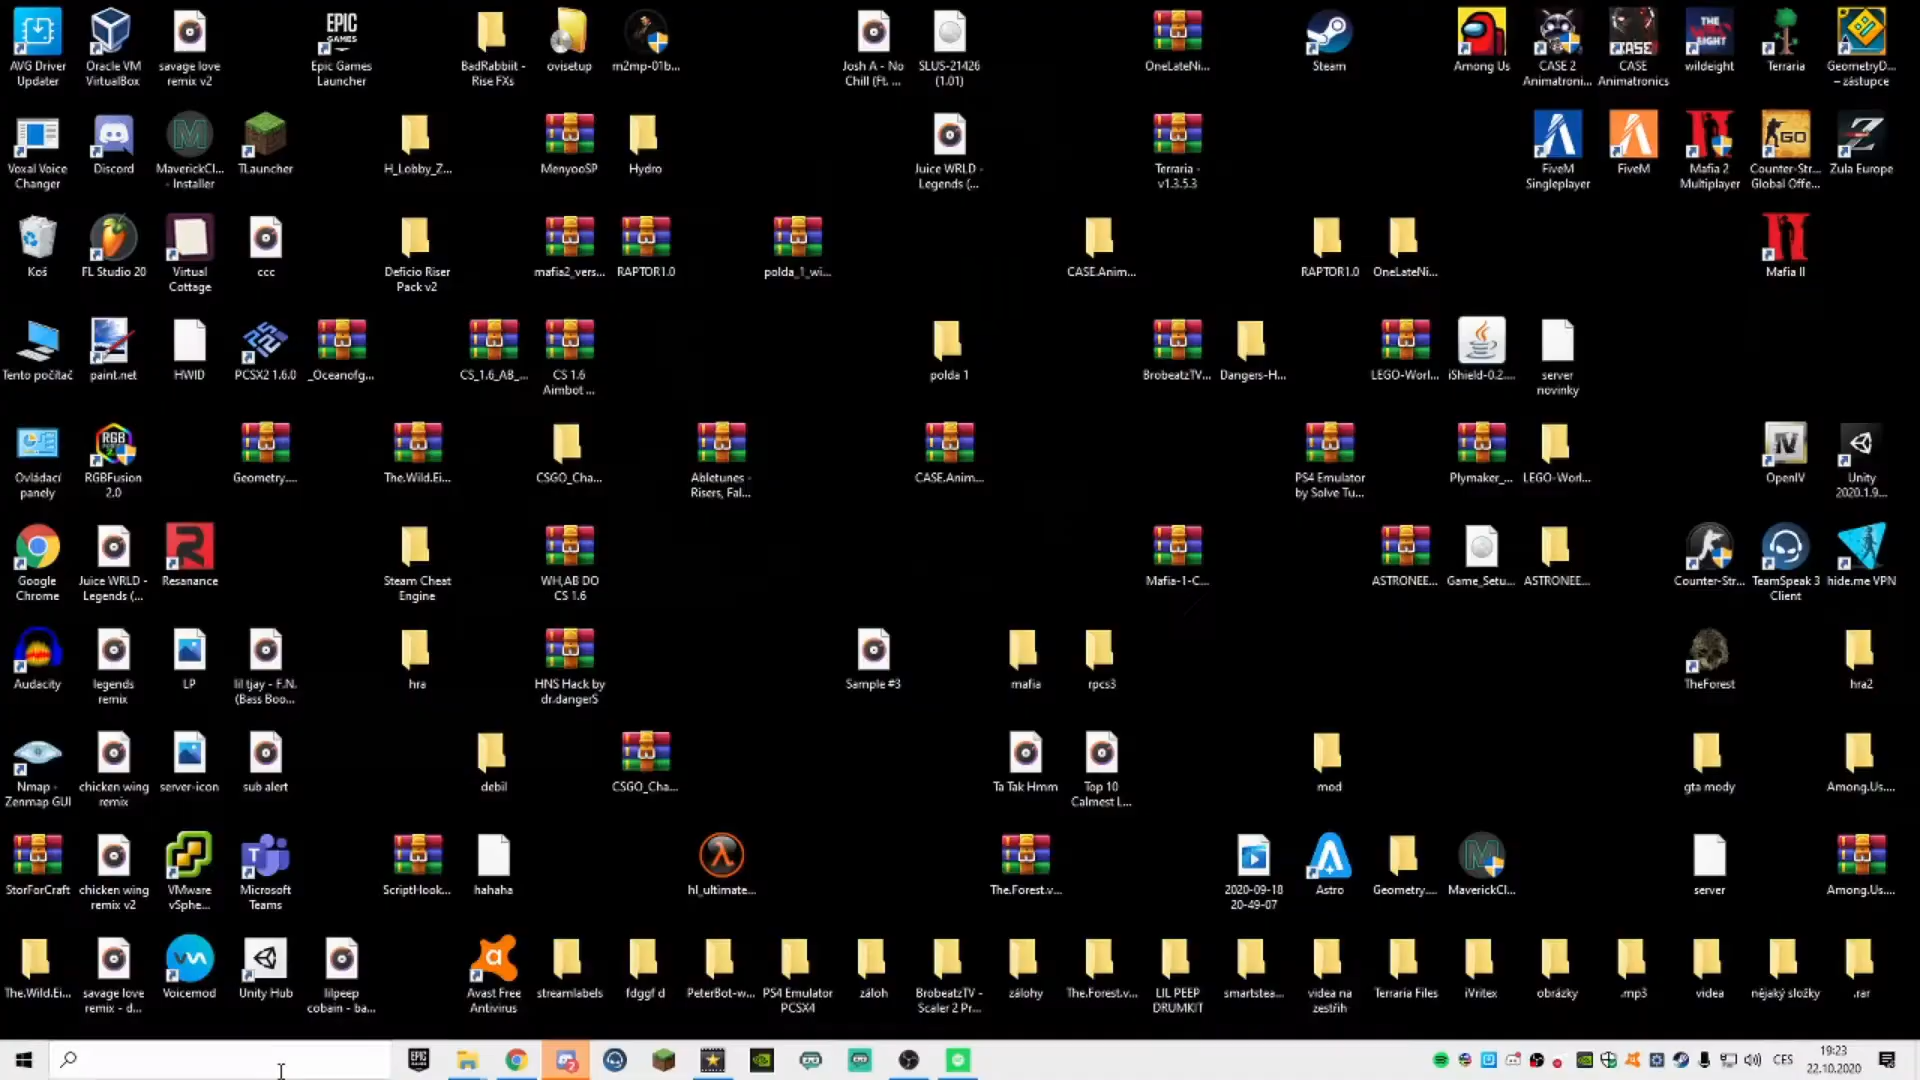 AVG Driver
Updater
Oracle VM
VirtualBox
savage love
remix v2
EPIC
GAMES
Epic Games
Launcher
BadRabbiit -
Rise FXs
ovisetup
m2mp-01b...
Josh A - No
Chill (Ft. ...
SLUS-21426
(1.01)
OneLateNi...
Steam
Among Us
CASE 2
Animatroni...
CASE
CASE
Animatronics
wildeight
Terraria
GeometryD...
– zástupce
Voxal Voice
Changer
Discord
MaverickCl...
- Installer
TLauncher
H_Lobby_Z...
MenyooSP
Hydro
Juice WRLD -
Legends (...
Terraria -
v1.3.5.3
FiveM
Singleplayer
FiveM
Mafia 2
Multiplayer
GO
Counter-Str...
Global Offe...
Zula Europe
Koš
FL Studio 20
Virtual
Cottage
ccc
Deficio Riser
Pack v2
mafia2_vers...
RAPTOR1.0
polda_1_wi...
CASE.Anim...
RAPTOR1.0
OneLateNi...
Mafia II
Tento počítač
paint.net
HWID
PCSX2 1.6.0
_Oceanofg...
CS_1.6_AB_...
CS 1.6
Aimbot ...
polda 1
BrobeatzTV...
Dangers-H...
LEGO-Worl...
iShield-0.2....
server
novinky
Ovládací
panely
RGB
RGBFusion
2.0
Geometry....
The.Wild.Ei...
CSGO_Cha...
Abletunes -
Risers, Fal...
CASE.Anim...
PS4 Emulator
by Solve Tu...
Plymaker_...
LEGO-Worl...
IV
OpenIV
Unity
2020.1.9...
Google
Chrome
Juice WRLD -
Legends (...
Resanance
Steam Cheat
Engine
WH,AB DO
CS 1.6
Mafia-1-C...
ASTRONEE...
Game_Setu...
ASTRONEE...
Counter-Str...
TeamSpeak 3
Client
hide.me VPN
Audacity
legends
remix
LP
lil tjay - F.N.
(Bass Boo...
hra
HNS Hack by
dr.dangerS
Sample #3
mafia
rpcs3
TheForest
hra2
Nmap -
Zenmap GUI
chicken wing
remix
server-icon
sub alert
debil
CSGO_Cha...
Ta Tak Hmm
Top 10
Calmest L...
mod
gta mody
Among.Us....
StorForCraft
chicken wing
remix v2
VMware
vSphe...
Microsoft
Teams
ScriptHook...
hahaha
hl_ultimate...
The.Forest.v...
2020-09-18
20-49-07
Astro
Geometry....
MaverickCl...
server
Among.Us....
The.Wild.Ei...
savage love
remix - d...
Voicemod
Unity Hub
lilpeep
cobain - ba...
Avast Free
Antivirus
streamlabels
fdggf d
PeterBot-w...
PS4 Emulator
PCSX4
záloh
BrobeatzTV -
Scaler 2 Pr...
zálohy
The.Forest.v...
LIL PEEP
DRUMKIT
smartstea...
videa na
zestřih
Terraria Files
iVritex
obrázky
.mp3
videa
nějaký složky
.rar
EPIC
CES
19:23
22.10.2020